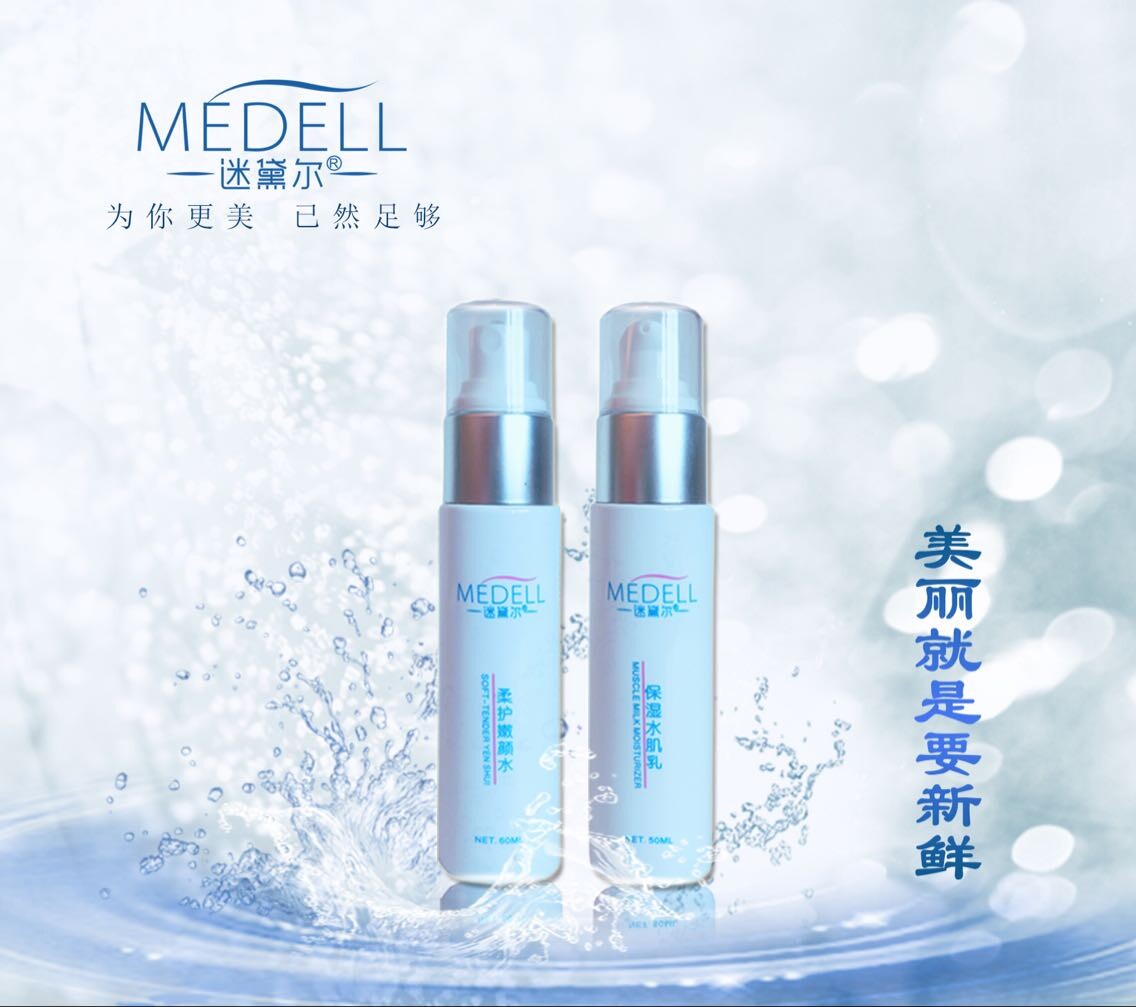 MEDELL
迷黛尔®
为你更美 已然足够
MEDELL
迷黛尔®
柔护嫩颜水
SOFT-TENDER YEN SHUI
NET. 60ML
MEDELL
迷黛尔®
保湿水肌乳
MUSCLE MILK MOISTURIZER
NET. 50ML
美丽就是要新鲜